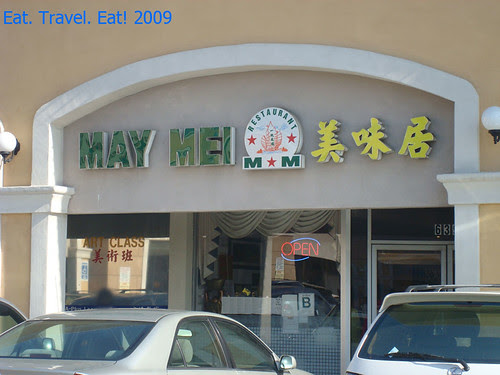 Eat. Travel. Eat! 2009
MAY MEI
RESTAURANT
M★M
美味居
OPEN
ART CLASS
美術班
B